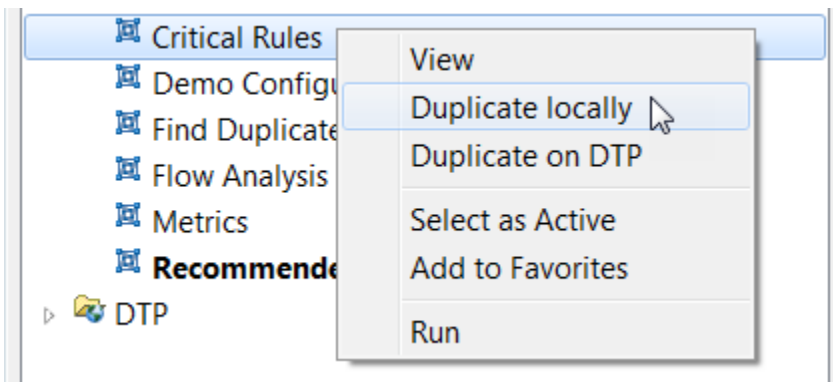 Critical Rules
Demo Configu
Find Duplicate
Flow Analysis
Metrics
Recommende
DTP
View
Duplicate locally
Duplicate on DTP
Select as Active
Add to Favorites
Run